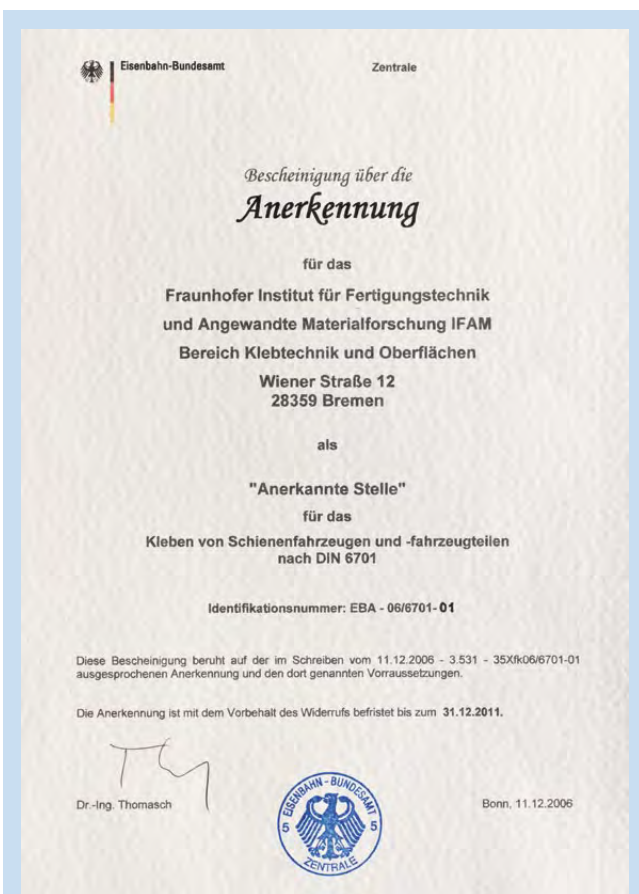 Eisenbahn-Bundesamt
Zentrale
Bescheinigung über die
Anerkennung
für das
Fraunhofer Institut für Fertigungstechnik
und Angewandte Materialforschung IFAM
Bereich Klebtechnik und Oberflächen
Wiener Straße 12
28359 Bremen
als
"Anerkannte Stelle"
für das
Kleben von Schienenfahrzeugen und -fahrzeugteilen
nach DIN 6701
Identifikationsnummer: EBA - 06/6701-01
Diese Bescheinigung beruht auf der im Schreiben vom 11.12.2006 - 3.531 - 35Xfk06/6701-01
ausgesprochenen Anerkennung und den dort genannten Vorraussetzungen.
Die Anerkennung ist mit dem Vorbehalt des Widerrufs befristet bis zum 31.12.2011.
Dr.-Ing. Thomasch
EISENBAHN-BUNDESAMT
5 5
ZENTRALE
Bonn, 11.12.2006